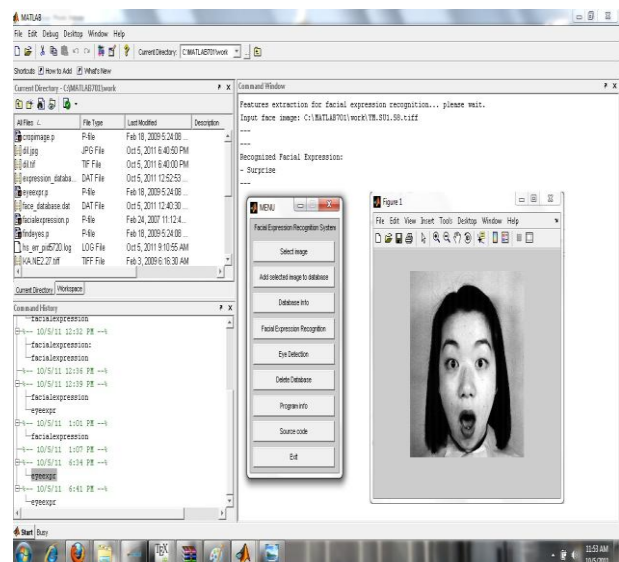 MATLAB
File Edit Debug Desktop Window Help
Current Directory: C:\MATLAB701\work
Shortcuts How to Add What's New
Current Directory - C:\MATLAB701\work
All Files File Type Last Modified Description
cropimage.p P-file Feb 18, 2009 5:24:08 ...
dil.jpg JPG File Oct 5, 2011 6:40:50 PM
dil.tif TIF File Oct 5, 2011 6:40:00 PM
expression_databa... DAT File Oct 5, 2011 12:52:53 ...
eyeexpr.p P-file Feb 18, 2009 5:24:08 ...
face_database.dat DAT File Oct 5, 2011 12:40:30 ...
facialexpression.p P-file Feb 24, 2007 11:12:4...
findeyes.p P-file Feb 18, 2009 5:24:08 ...
hs_err_pid5720.log LOG File Oct 5, 2011 9:10:55 AM
KA.NE2.27.tiff TIFF File Feb 3, 2009 6:16:30 AM
Current Directory Workspace
Command History
facialexpression
%-- 10/5/11 12:32 PM --%
facialexpression:
facialexpression
%-- 10/5/11 12:36 PM --%
%-- 10/5/11 12:39 PM --%
facialexpression
eyeexpr
%-- 10/5/11 1:01 PM --%
facialexpression
%-- 10/5/11 1:07 PM --%
%-- 10/5/11 6:34 PM --%
eyeexpr
%-- 10/5/11 6:41 PM --%
eyeexpr
Command Window
Features extraction for facial expression recognition... please wait.
Input face image: C:\MATLAB701\work\YM.SU1.58.tiff
---
---
Recognized Facial Expression:
- Surprise
---
---
MENU
Facial Expression Recognition System
Select image
Add selected image to database
Database Info
Facial Expression Recognition
Eye Detection
Delete Database
Program info
Source code
Exit
Figure 1
File Edit View Insert Tools Desktop Window Help
Start Busy
TEX
11:53 AM
10/6/2011